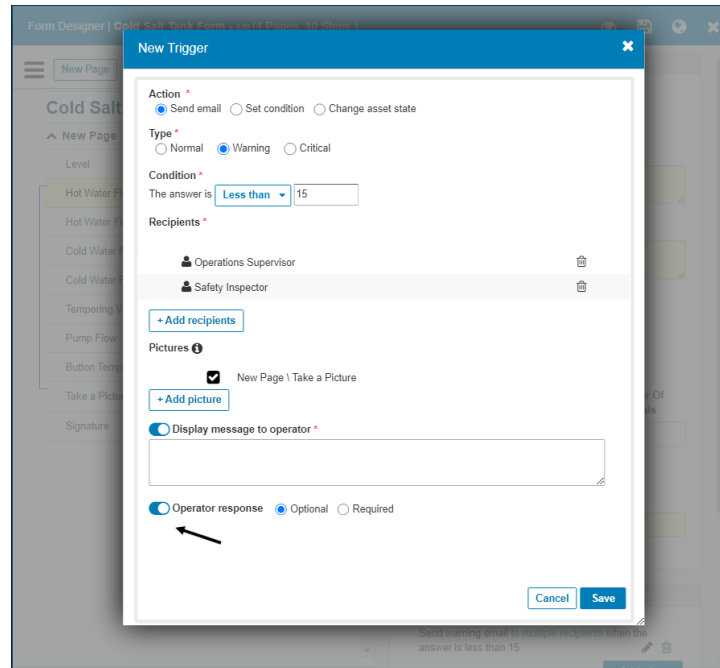 Form Designer | Cold Salt Tank Form (1 Pages, 10 Steps )
New Trigger
New Page
Cold Salt
New Page
Level
Hot Water
Hot Water
Cold Water
Cold Water
Tempering
Pump Flow
Button Temp
Take a Pictu
Signature
Action *
Send email Set condition Change asset state
Type *
Normal Warning Critical
Condition *
The answer is Less than 15
Recipients *
Operations Supervisor
Safety Inspector
+ Add recipients
Pictures
New Page \ Take a Picture
+ Add picture
Display message to operator *
Operator response Optional Required
Cancel Save
r Of
als
Send warning email to multiple recipients when the
answer is less than 15